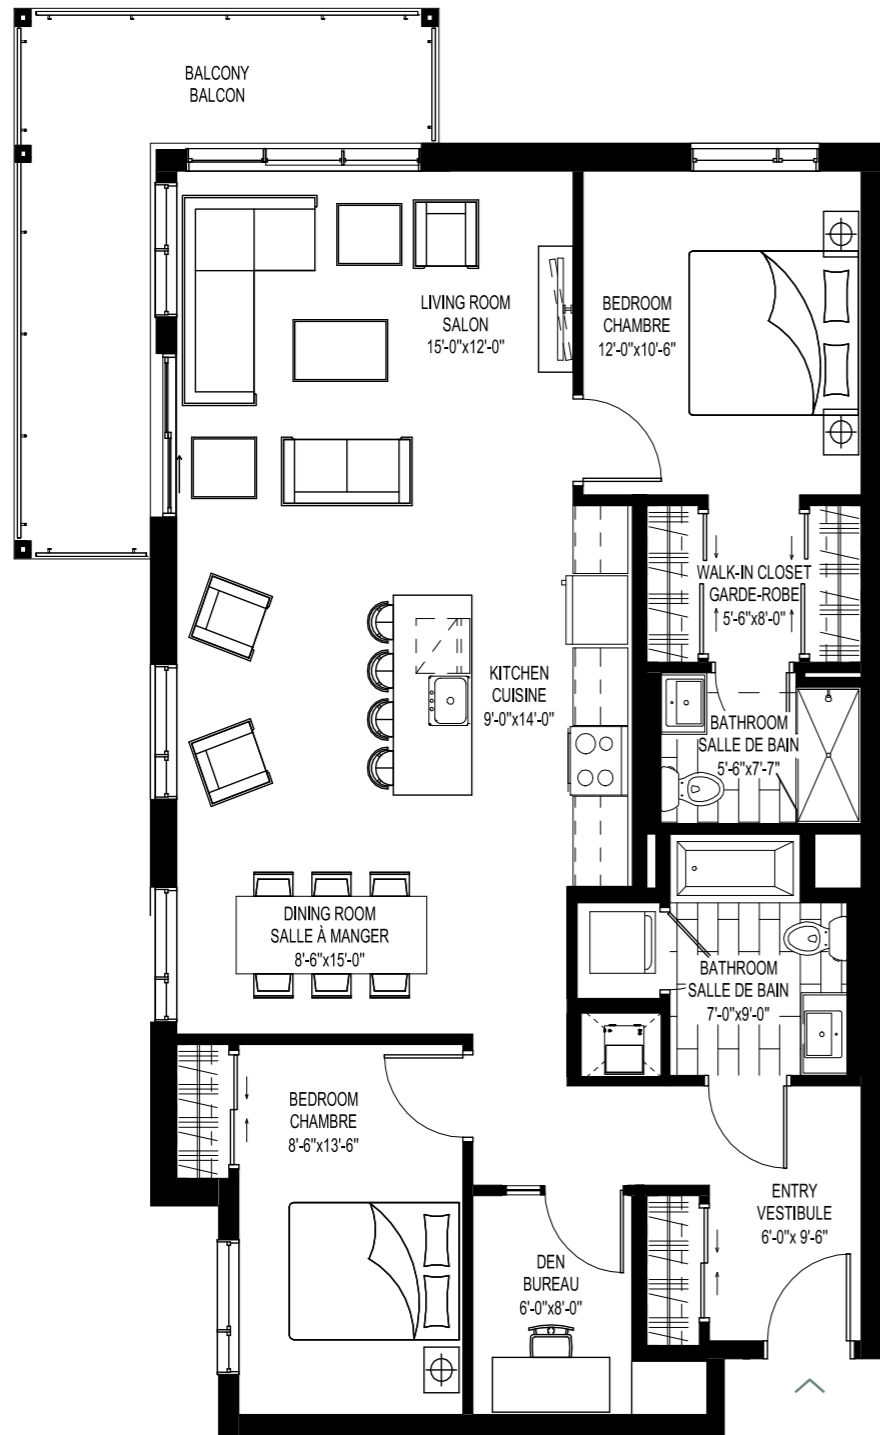 BALCONY
BALCON
LIVING ROOM
SALON
15'-0"x12'-0"
BEDROOM
CHAMBRE
12'-0"x10'-6"
WALK-IN CLOSET
GARDE-ROBE
5'-6"x8'-0"
KITCHEN
CUISINE
9'-0"x14'-0"
BATHROOM
SALLE DE BAIN
5'-6"x7'-7"
DINING ROOM
SALLE À MANGER
8'-6"x15'-0"
BATHROOM
SALLE DE BAIN
7'-0"x9'-0"
BEDROOM
CHAMBRE
8'-6"x13'-6"
ENTRY
VESTIBULE
6'-0"x 9'-6"
DEN
BUREAU
6'-0"x8'-0"